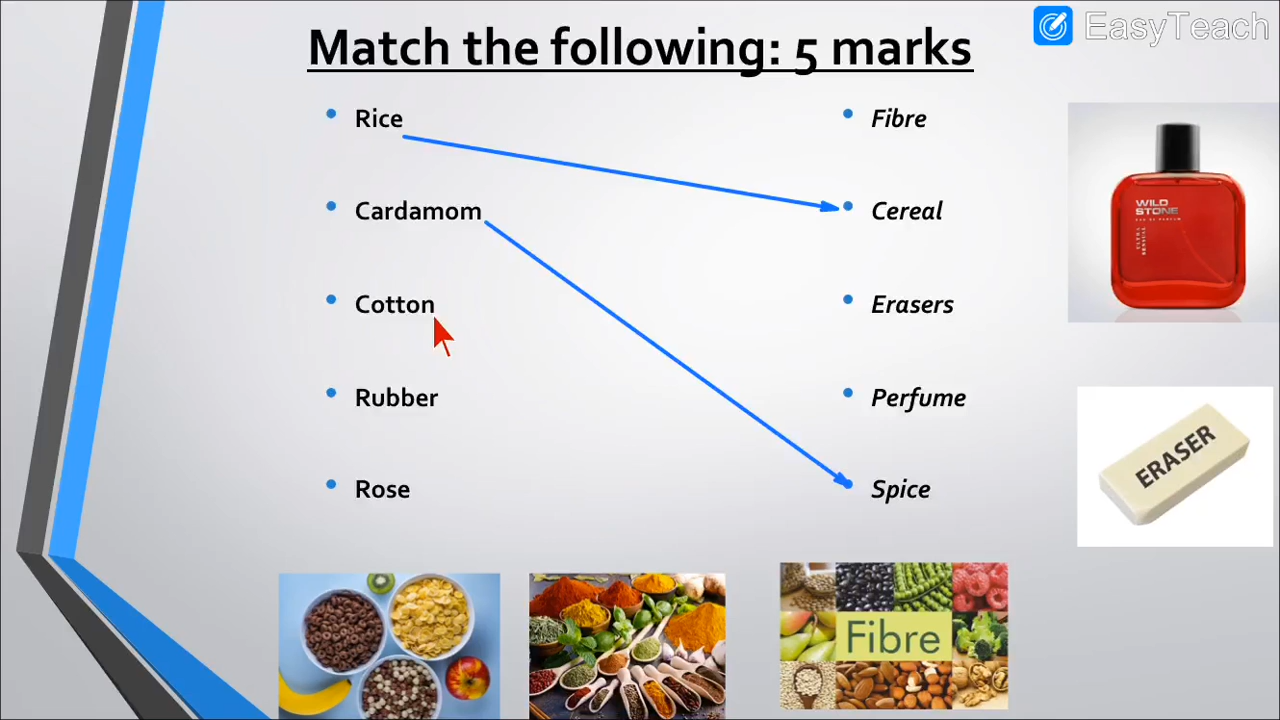 EasyTeach
Match the following: 5 marks
Rice
Fibre
Cardamom
Cereal
Cotton
Erasers
Rubber
Perfume
Rose
Spice
WILD
STONE
ERASER
Fibre